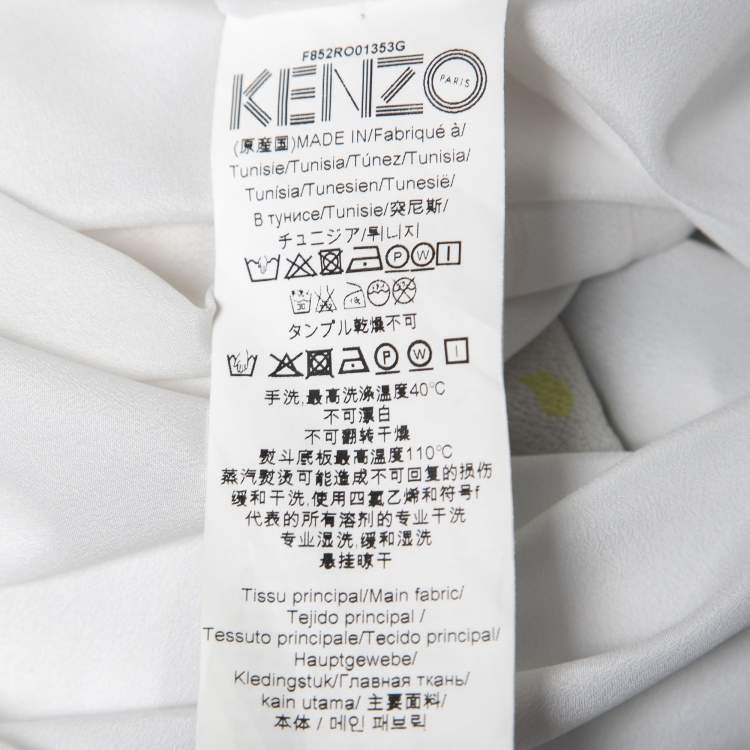 F852RO01353G
KENZO PARIS
(原産国)MADE IN/Fabriqué à/
Tunisie/Tunisia/Túnez/Tunisia/
Tunísia/Tunesien/Tunesië/
В тунисе/Tunisie/突尼斯/
チュニジア/튀니지
P W
30
タンブル乾燥不可
P W
手洗,最高洗涤温度40°C
不可漂白
不可翻转干燥
熨斗底板最高温度110°C
蒸汽熨烫可能造成不可回复的损伤
缓和干洗,使用四氯乙烯和符号f
代表的所有溶剂的专业干洗
专业湿洗,缓和湿洗
悬挂晾干
Tissu principal/Main fabric/
Tejido principal /
Tessuto principale/Tecido principal/
Hauptgewebe/
Kledingstuk/Главная ткань/
kain utama/ 主要面料/
本体 / 메인 패브릭